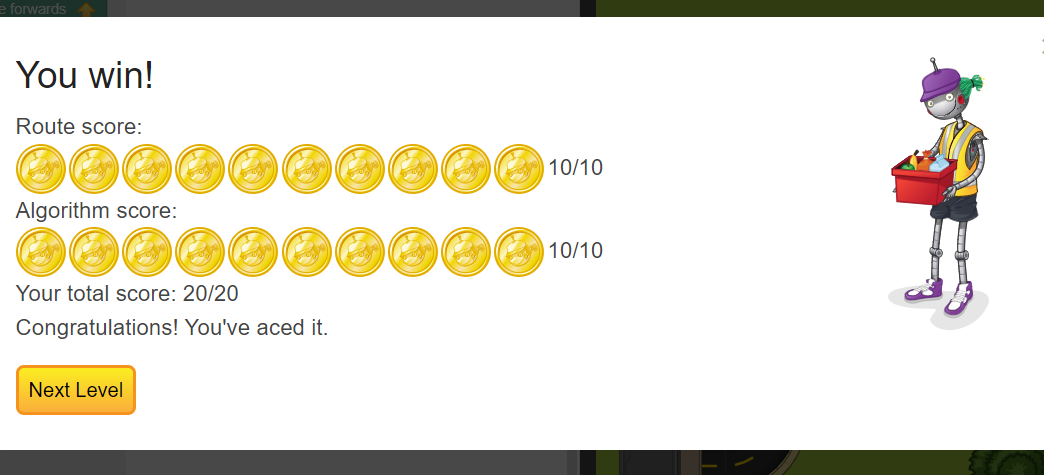 e forwards
You win!
Route score:
10/10
Algorithm score:
10/10
Your total score: 20/20
Congratulations! You've aced it.
Next Level